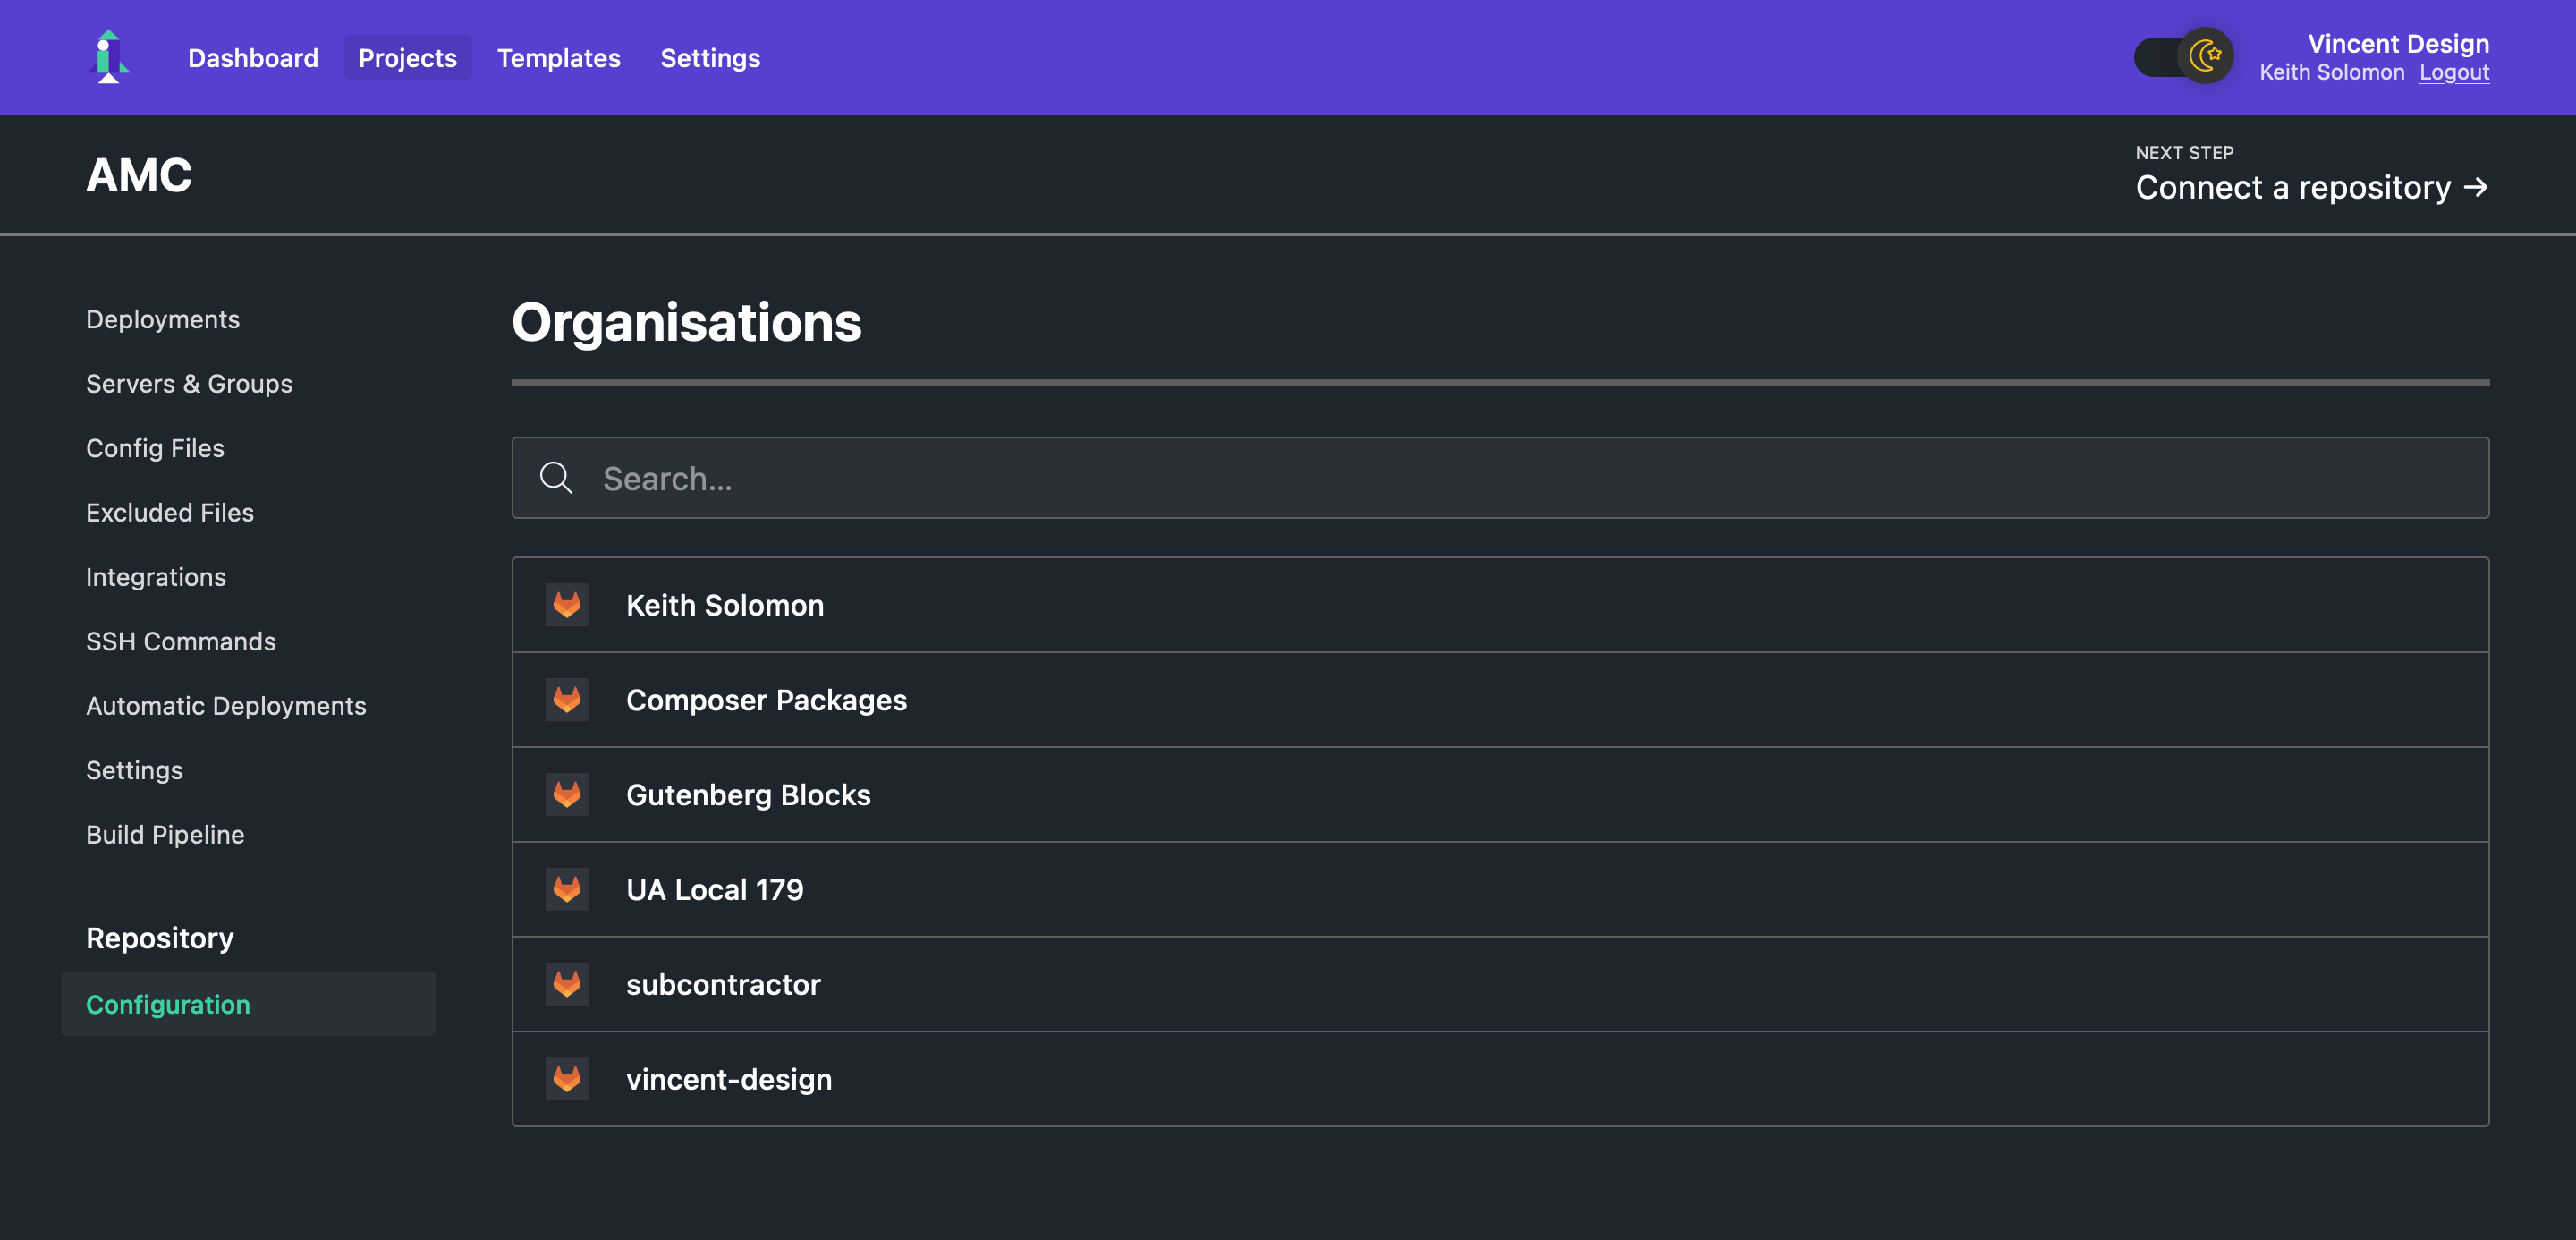 Dashboard Projects Templates Settings
Vincent Design
Keith Solomon Logout
AMC
NEXT STEP
Connect a repository →
Deployments
Servers & Groups
Config Files
Excluded Files
Integrations
SSH Commands
Automatic Deployments
Settings
Build Pipeline
Repository
Configuration
Organisations
Search...
Keith Solomon
Composer Packages
Gutenberg Blocks
UA Local 179
subcontractor
vincent-design